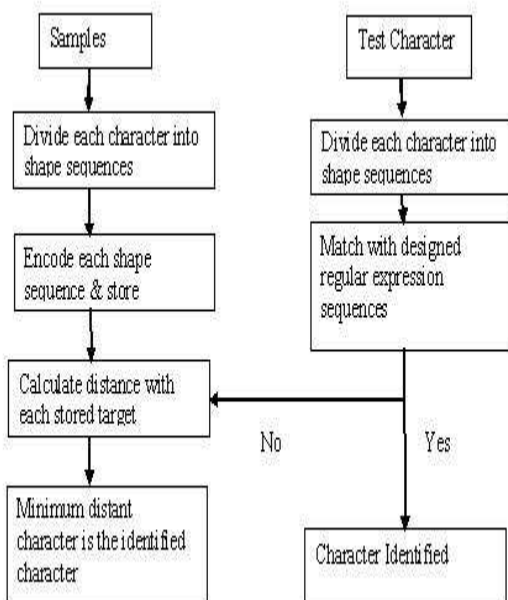 Samples
Divide each character into
shape sequences
Encode each shape
sequence & store
Calculate distance with
each stored target
Minimum distant
character is the identified
character
Test Character
Divide each character into
shape sequences
Match with designed
regular expression
sequences
No
Yes
Character Identified